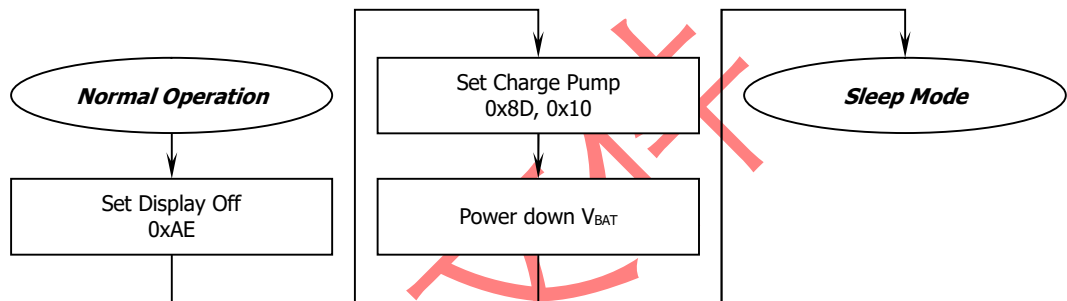 Normal Operation
Set Display Off
0xAE
Set Charge Pump
0x8D, 0x10
Power down VBAT
Sleep Mode